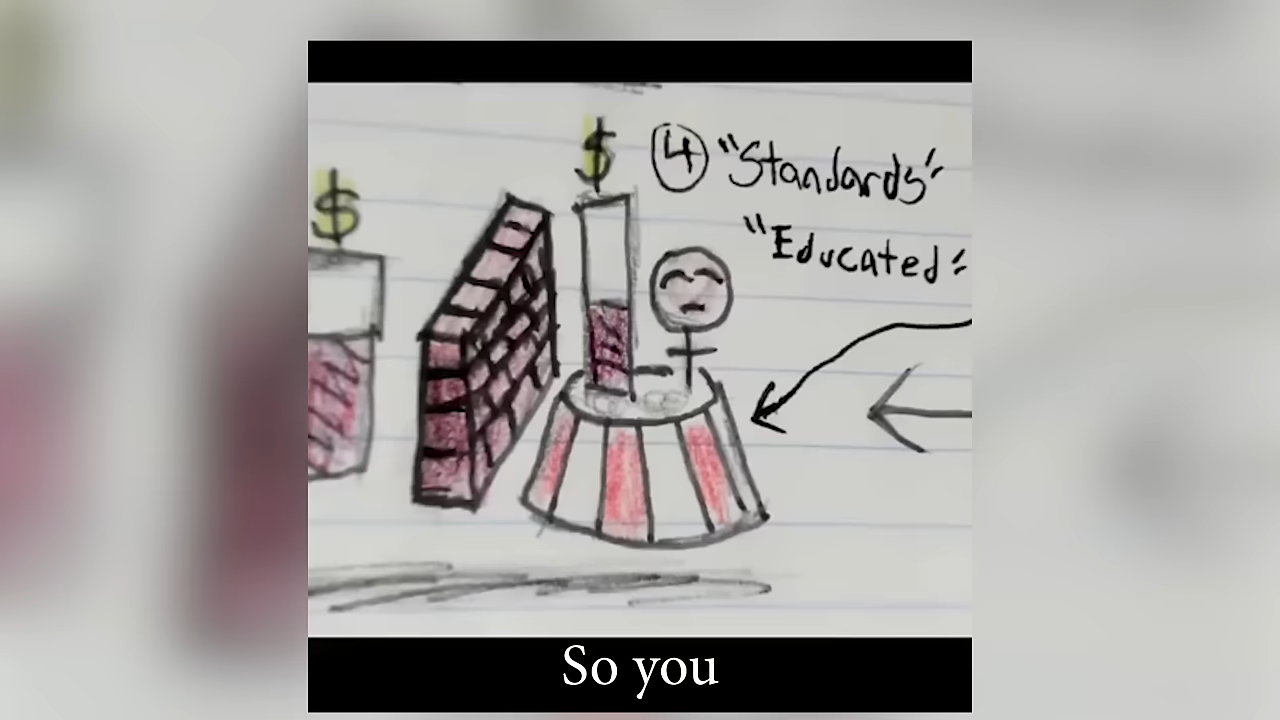 $
$
④ "Standards"
"Educated"
So you